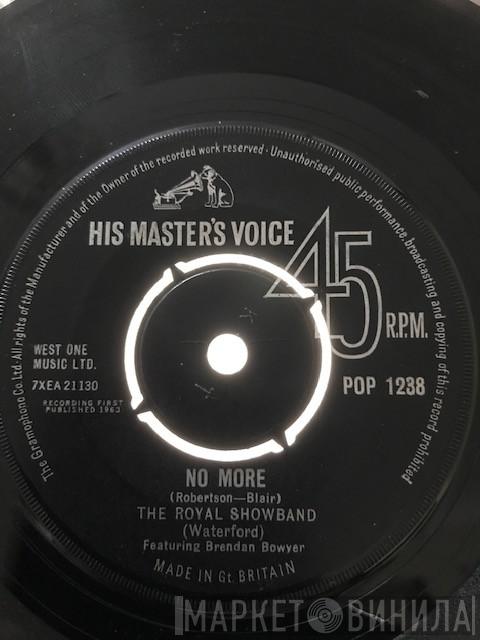 The Gramophone Co. Ltd. All rights of the Manufacturer and of the Owner of the recorded work reserved · Unauthorised public performance, broadcasting and copying of this record prohibited
HIS MASTER'S VOICE
45
R.P.M.
WEST ONE
MUSIC LTD.
7XEA 21130
RECORDING FIRST
PUBLISHED 1963
POP 1238
NO MORE
(Robertson—Blair)
THE ROYAL SHOWBAND
(Waterford)
Featuring Brendan Bowyer
MADE IN Gt. BRITAIN
МАРКЕТ ВИНИЛА